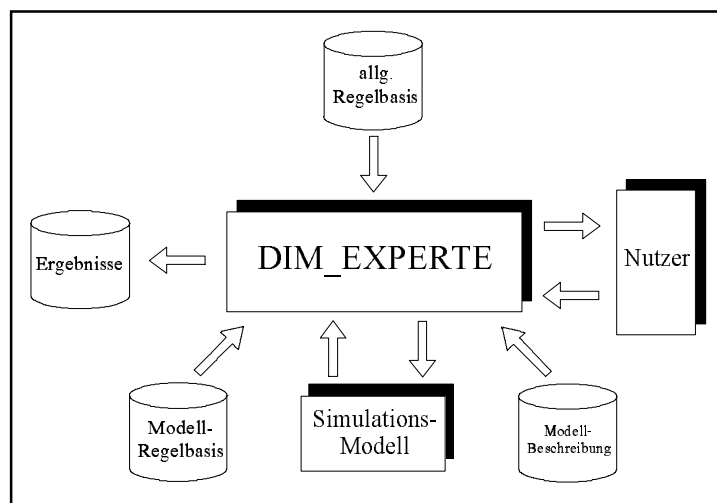 allg.
Regelbasis
DIM_EXPERTE
Nutzer
Ergebnisse
Modell-
Regelbasis
Simulations-
Modell
Modell-
Beschreibung